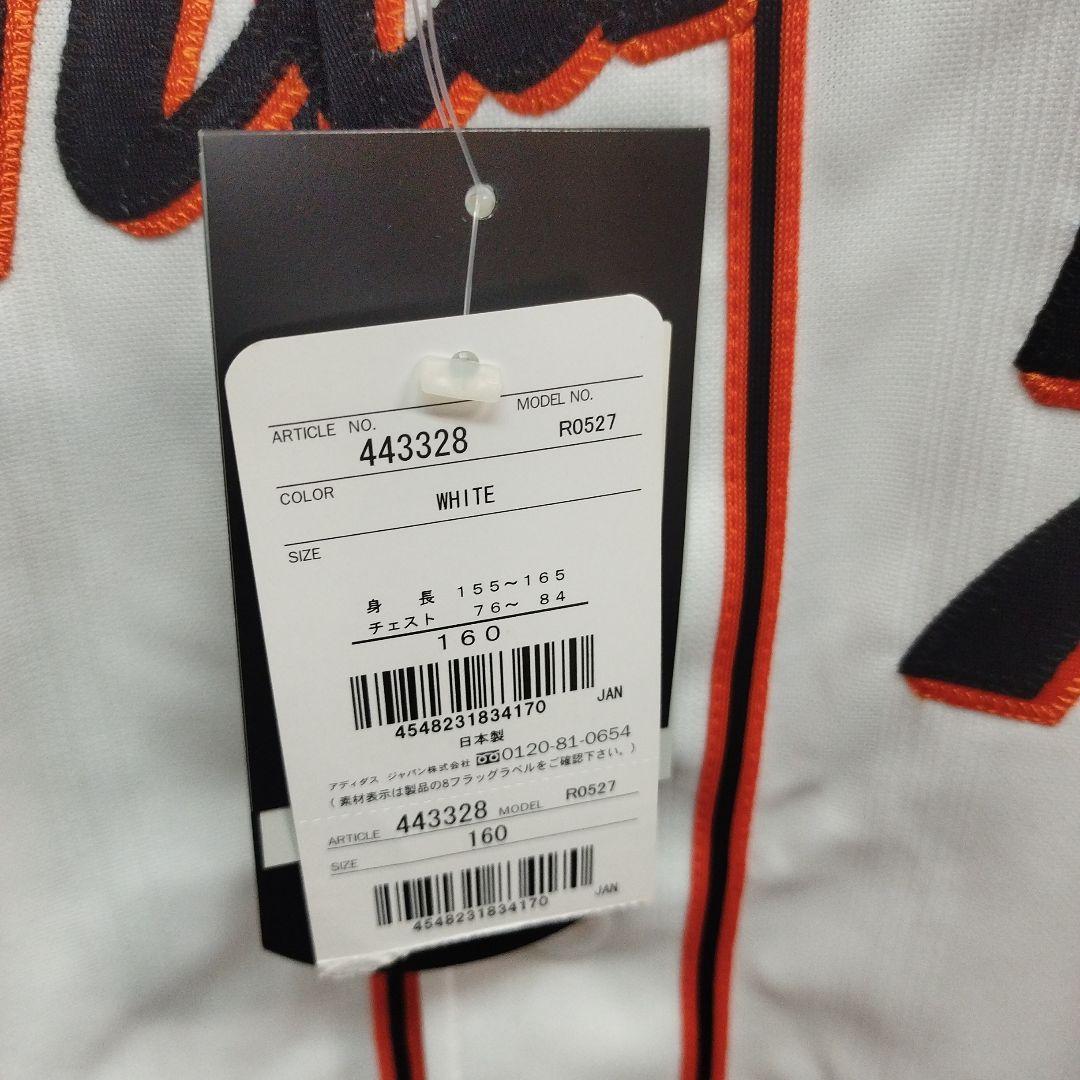 ARTICLE NO. 443328 MODEL NO. R0527
COLOR WHITE
SIZE
身 長 155～165
チェスト 76～ 84
160
4548231834170 JAN
日本製
アディダス ジャパン株式会社 0120-81-0654
(素材表示は製品の8フラッグラベルをご確認下さい。)
ARTICLE 443328 MODEL R0527
SIZE 160
4548231834170 JAN